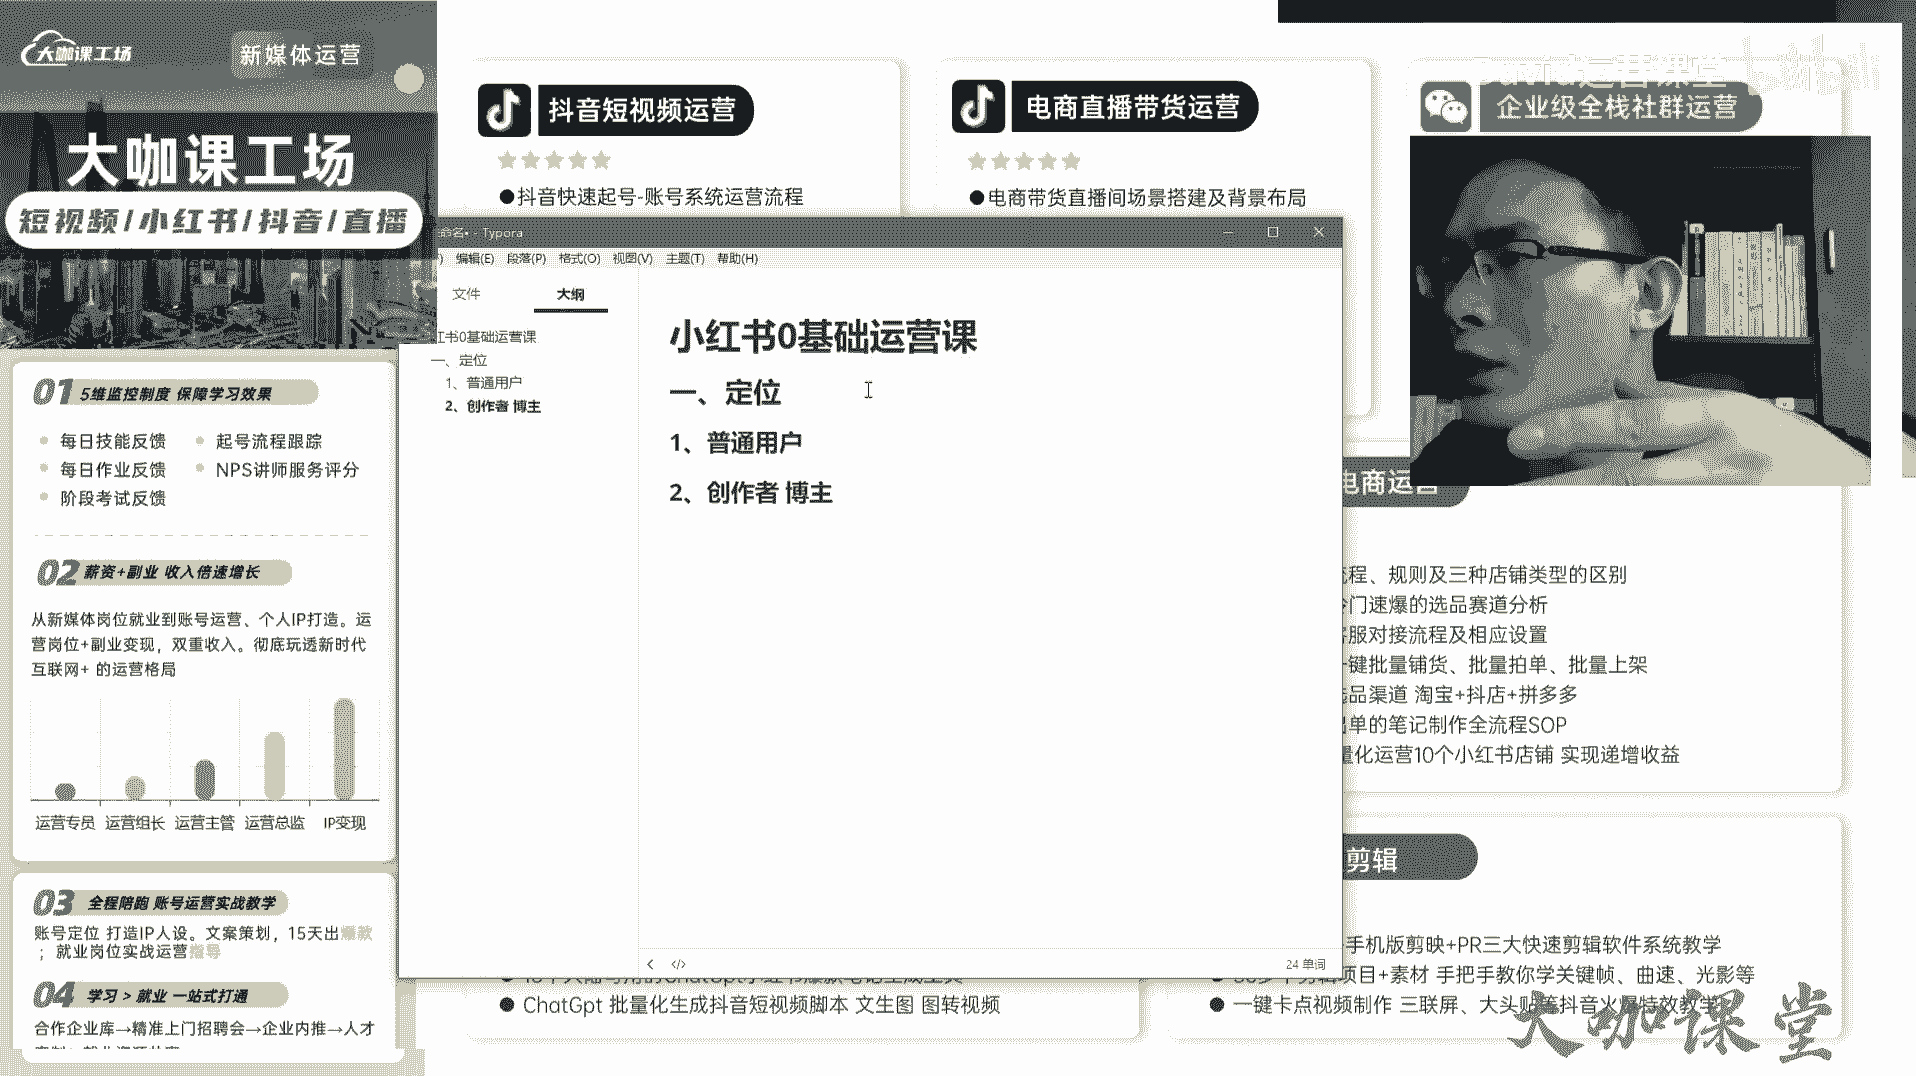 大咖课工场
新媒体运营
大咖课工场
短视频/小红书/抖音/直播
01 5维监控制度 保障学习效果
每日技能反馈
起号流程跟踪
每日作业反馈
NPS讲师服务评分
阶段考试反馈
02 薪资+副业 收入倍速增长
从新媒体岗位就业到账号运营、个人IP打造。运
营岗位+副业变现，双重收入。彻底玩透新时代
互联网+ 的运营格局
运营专员 运营组长 运营主管 运营总监 IP变现
03 全程陪跑 账号运营实战教学
账号定位 打造IP人设。文案策划，15天出爆款
；就业岗位实战运营指导
04 学习 > 就业 一站式打通
合作企业库→精准上门招聘会→企业内推→人才
抖音短视频运营
●抖音快速起号-账号系统运营流程
电商直播带货运营
●电商带货直播间场景搭建及背景布局
运营课堂
企业级全栈社群运营
命名• - Typora
编辑(E) 段落(P) 格式(O) 视图(V) 主题(T) 帮助(H)
文件
大纲
红书0基础运营课
一、定位
1、普通用户
2、创作者 博主
小红书0基础运营课
一、定位
1、普通用户
2、创作者 博主
24 单词
电商运营
流程、规则及三种店铺类型的区别
冷门速爆的选品赛道分析
客服对接流程及相应设置
一键批量铺货、批量拍单、批量上架
选品渠道 淘宝+抖店+拼多多
出单的笔记制作全流程SOP
量化运营10个小红书店铺 实现递增收益
剪辑
手机版剪映+PR三大快速剪辑软件系统教学
项目+素材 手把手教你学关键帧、曲速、光影等
● 一键卡点视频制作 三联屏、大头贴等抖音火爆特效教学
● ChatGpt 批量化生成抖音短视频脚本 文生图 图转视频
大咖课堂